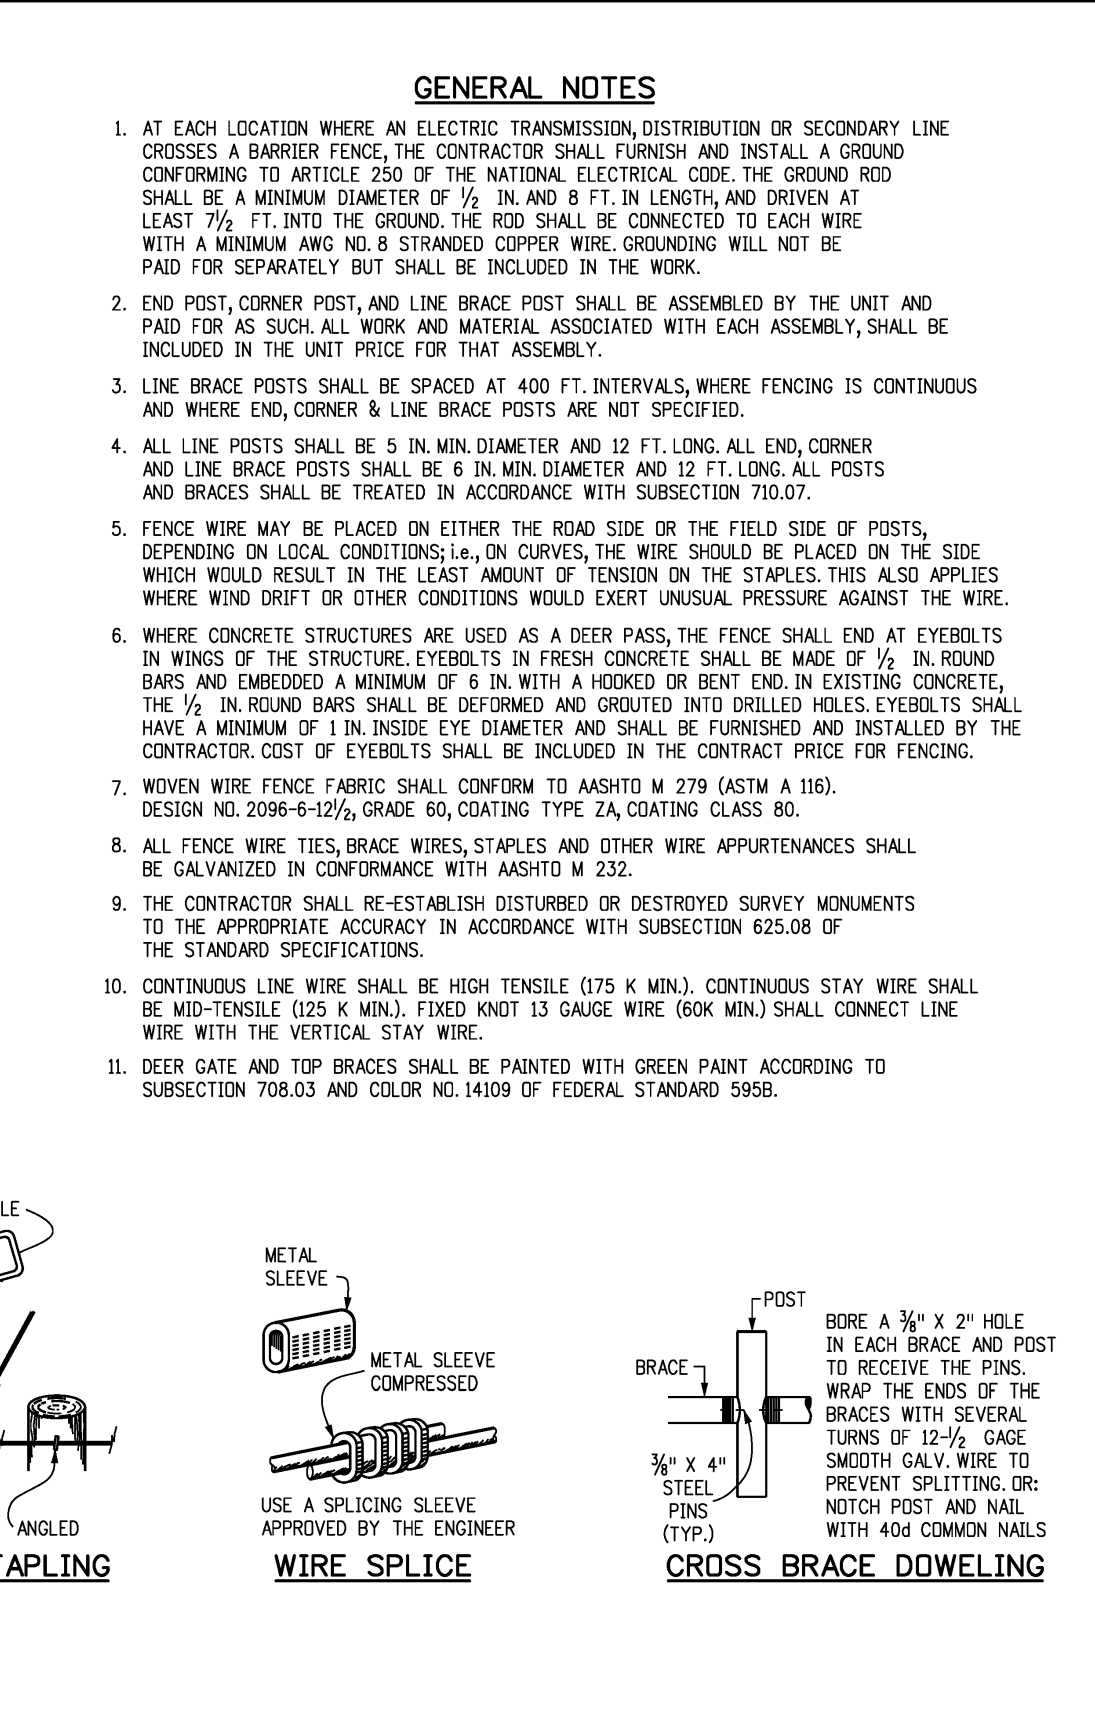 GENERAL NOTES
1. AT EACH LOCATION WHERE AN ELECTRIC TRANSMISSION, DISTRIBUTION OR SECONDARY LINE
CROSSES A BARRIER FENCE, THE CONTRACTOR SHALL FURNISH AND INSTALL A GROUND
CONFORMING TO ARTICLE 250 OF THE NATIONAL ELECTRICAL CODE. THE GROUND ROD
SHALL BE A MINIMUM DIAMETER OF 1/2 IN. AND 8 FT. IN LENGTH, AND DRIVEN AT
LEAST 7 1/2 FT. INTO THE GROUND. THE ROD SHALL BE CONNECTED TO EACH WIRE
WITH A MINIMUM AWG NO. 8 STRANDED COPPER WIRE. GROUNDING WILL NOT BE
PAID FOR SEPARATELY BUT SHALL BE INCLUDED IN THE WORK.
2. END POST, CORNER POST, AND LINE BRACE POST SHALL BE ASSEMBLED BY THE UNIT AND
PAID FOR AS SUCH. ALL WORK AND MATERIAL ASSOCIATED WITH EACH ASSEMBLY, SHALL BE
INCLUDED IN THE UNIT PRICE FOR THAT ASSEMBLY.
3. LINE BRACE POSTS SHALL BE SPACED AT 400 FT. INTERVALS, WHERE FENCING IS CONTINUOUS
AND WHERE END, CORNER & LINE BRACE POSTS ARE NOT SPECIFIED.
4. ALL LINE POSTS SHALL BE 5 IN. MIN. DIAMETER AND 12 FT. LONG. ALL END, CORNER
AND LINE BRACE POSTS SHALL BE 6 IN. MIN. DIAMETER AND 12 FT. LONG. ALL POSTS
AND BRACES SHALL BE TREATED IN ACCORDANCE WITH SUBSECTION 710.07.
5. FENCE WIRE MAY BE PLACED ON EITHER THE ROAD SIDE OR THE FIELD SIDE OF POSTS,
DEPENDING ON LOCAL CONDITIONS; i.e., ON CURVES, THE WIRE SHOULD BE PLACED ON THE SIDE
WHICH WOULD RESULT IN THE LEAST AMOUNT OF TENSION ON THE STAPLES. THIS ALSO APPLIES
WHERE WIND DRIFT OR OTHER CONDITIONS WOULD EXERT UNUSUAL PRESSURE AGAINST THE WIRE.
6. WHERE CONCRETE STRUCTURES ARE USED AS A DEER PASS, THE FENCE SHALL END AT EYEBOLTS
IN WINGS OF THE STRUCTURE. EYEBOLTS IN FRESH CONCRETE SHALL BE MADE OF 1/2 IN. ROUND
BARS AND EMBEDDED A MINIMUM OF 6 IN. WITH A HOOKED OR BENT END. IN EXISTING CONCRETE,
THE 1/2 IN. ROUND BARS SHALL BE DEFORMED AND GROUTED INTO DRILLED HOLES. EYEBOLTS SHALL
HAVE A MINIMUM OF 1 IN. INSIDE EYE DIAMETER AND SHALL BE FURNISHED AND INSTALLED BY THE
CONTRACTOR. COST OF EYEBOLTS SHALL BE INCLUDED IN THE CONTRACT PRICE FOR FENCING.
7. WOVEN WIRE FENCE FABRIC SHALL CONFORM TO AASHTO M 279 (ASTM A 116).
DESIGN NO. 2096-6-12 1/2, GRADE 60, COATING TYPE ZA, COATING CLASS 80.
8. ALL FENCE WIRE TIES, BRACE WIRES, STAPLES AND OTHER WIRE APPURTENANCES SHALL
BE GALVANIZED IN CONFORMANCE WITH AASHTO M 232.
9. THE CONTRACTOR SHALL RE-ESTABLISH DISTURBED OR DESTROYED SURVEY MONUMENTS
TO THE APPROPRIATE ACCURACY IN ACCORDANCE WITH SUBSECTION 625.08 OF
THE STANDARD SPECIFICATIONS.
10. CONTINUOUS LINE WIRE SHALL BE HIGH TENSILE (175 K MIN.). CONTINUOUS STAY WIRE SHALL
BE MID-TENSILE (125 K MIN.). FIXED KNOT 13 GAUGE WIRE (60K MIN.) SHALL CONNECT LINE
WIRE WITH THE VERTICAL STAY WIRE.
11. DEER GATE AND TOP BRACES SHALL BE PAINTED WITH GREEN PAINT ACCORDING TO
SUBSECTION 708.03 AND COLOR NO. 14109 OF FEDERAL STANDARD 595B.
LE
ANGLED
TAPLING
METAL
SLEEVE
METAL SLEEVE
COMPRESSED
USE A SPLICING SLEEVE
APPROVED BY THE ENGINEER
WIRE SPLICE
POST
BRACE
3/8" X 4"
STEEL
PINS
(TYP.)
BORE A 3/8" X 2" HOLE
IN EACH BRACE AND POST
TO RECEIVE THE PINS.
WRAP THE ENDS OF THE
BRACES WITH SEVERAL
TURNS OF 12-1/2 GAGE
SMOOTH GALV. WIRE TO
PREVENT SPLITTING. OR:
NOTCH POST AND NAIL
WITH 40d COMMON NAILS
CROSS BRACE DOWELING